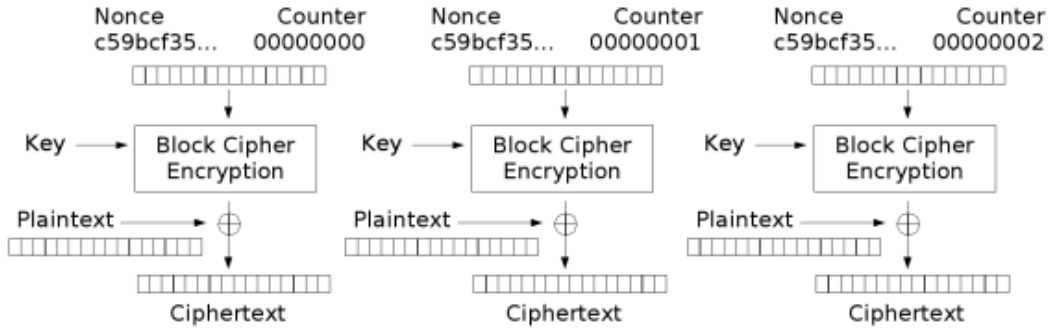 Nonce Counter Nonce Counter Nonce Counter
c59bcf35... 00000000 c59bcf35... 00000001 c59bcf35... 00000002
Key Block Cipher Encryption Key Block Cipher Encryption Key Block Cipher Encryption
Plaintext Plaintext Plaintext
Ciphertext Ciphertext Ciphertext